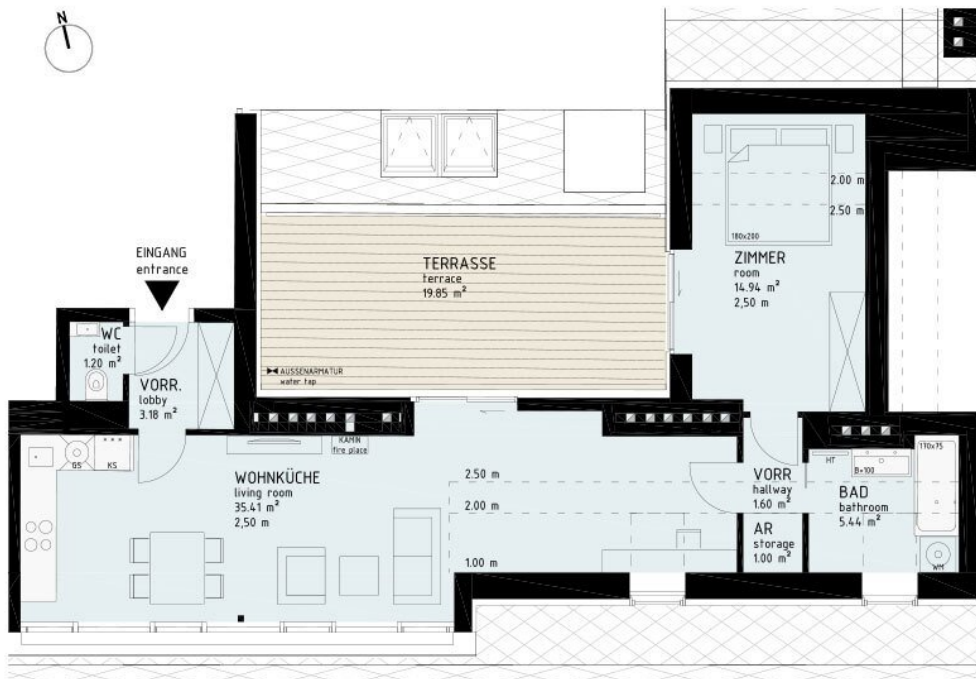 N
EINGANG
entrance
WC
toilet
1.20 m²
VORR.
lobby
3.18 m²
TERRASSE
terrace
19.85 m²
AUSSENARMATUR
water tap
2.00 m
2.50 m
180x200
ZIMMER
room
14.94 m²
2,50 m
GS
KS
KAMIN
fire place
WOHNKÜCHE
living room
35.41 m²
2,50 m
2.50 m
2.00 m
1.00 m
VORR
hallway
1.60 m²
AR
storage
1.00 m²
HT
B=100
170x75
BAD
bathroom
5.44 m²
WM